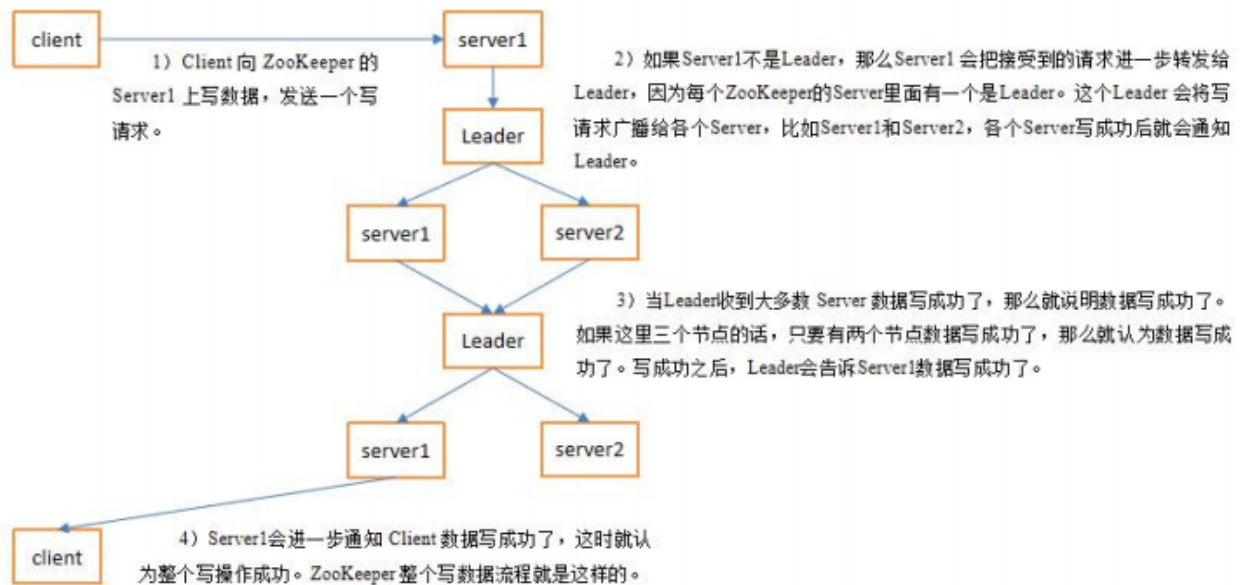 client
server1
1）Client 向 ZooKeeper 的
Server1 上写数据，发送一个写
请求。
2）如果Server1不是Leader，那么Server1 会把接受到的请求进一步转发给
Leader，因为每个ZooKeeper的Server里面有一个是Leader。这个Leader 会将写
请求广播给各个Server，比如Server1和Server2，各个Server写成功后就会通知
Leader。
Leader
server1
server2
3）当Leader收到大多数 Server 数据写成功了，那么就说明数据写成功了。
如果这里三个节点的话，只要有两个节点数据写成功了，那么就认为数据写成
功了。写成功之后，Leader会告诉Server1数据写成功了。
Leader
server1
server2
4）Server1会进一步通知 Client 数据写成功了，这时就认
为整个写操作成功。ZooKeeper 整个写数据流程就是这样的。
client